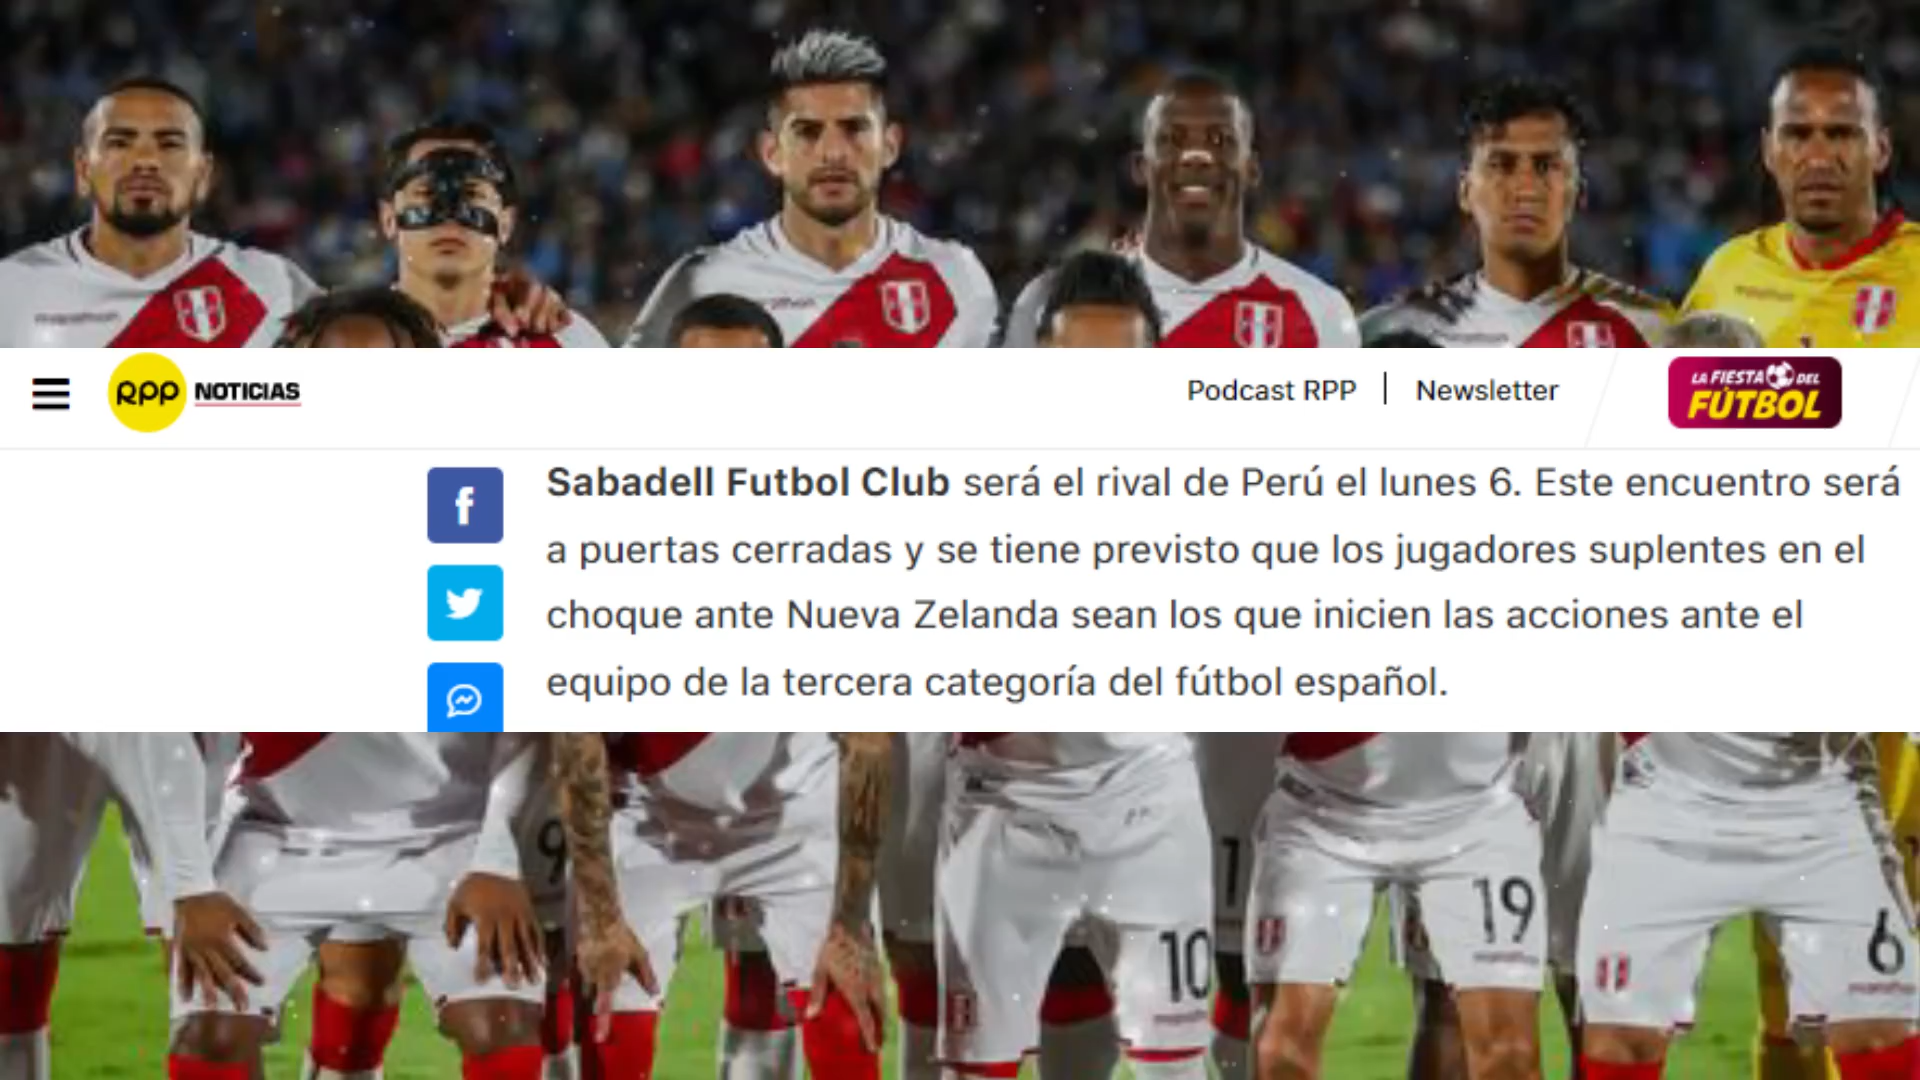 marathon
RPP NOTICIAS
Podcast RPP | Newsletter
LA FIESTA DEL
FÚTBOL
Sabadell Futbol Club será el rival de Perú el lunes 6. Este encuentro será
a puertas cerradas y se tiene previsto que los jugadores suplentes en el
choque ante Nueva Zelanda sean los que inicien las acciones ante el
equipo de la tercera categoría del fútbol español.
9
10
1
19
6